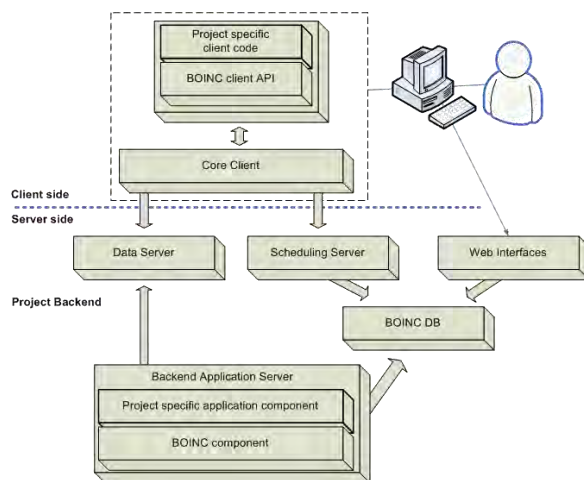 Project specific
client code
BOINC client API
Core Client
Client side
Server side
Data Server
Scheduling Server
Web Interfaces
Project Backend
BOINC DB
Backend Application Server
Project specific application component
BOINC component